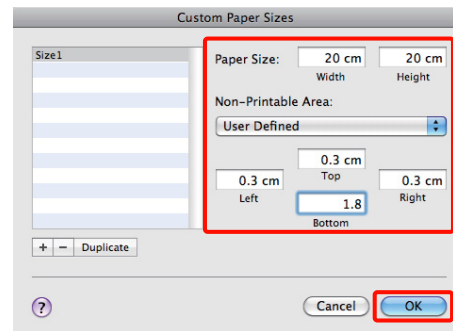 Custom Paper Sizes
Size1
Paper Size: 20 cm 20 cm
Width Height
Non-Printable Area:
User Defined
0.3 cm
Top
0.3 cm 0.3 cm
Left Right
1.8
Bottom
+ − Duplicate
? Cancel OK